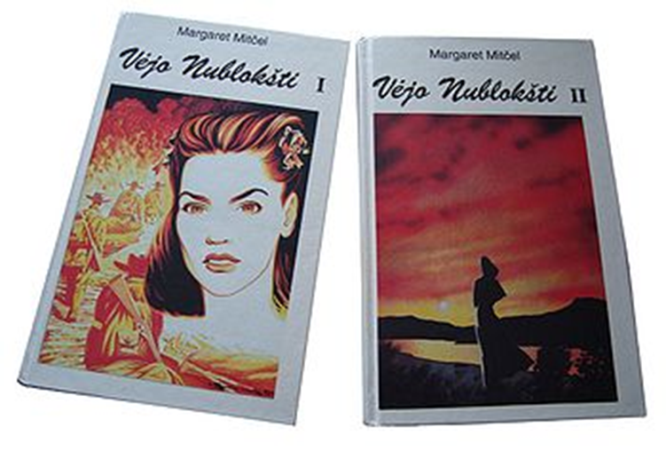 Margaret Mitčel
Vėjo Nublokšti I
Margaret Mitčel
Vėjo Nublokšti II